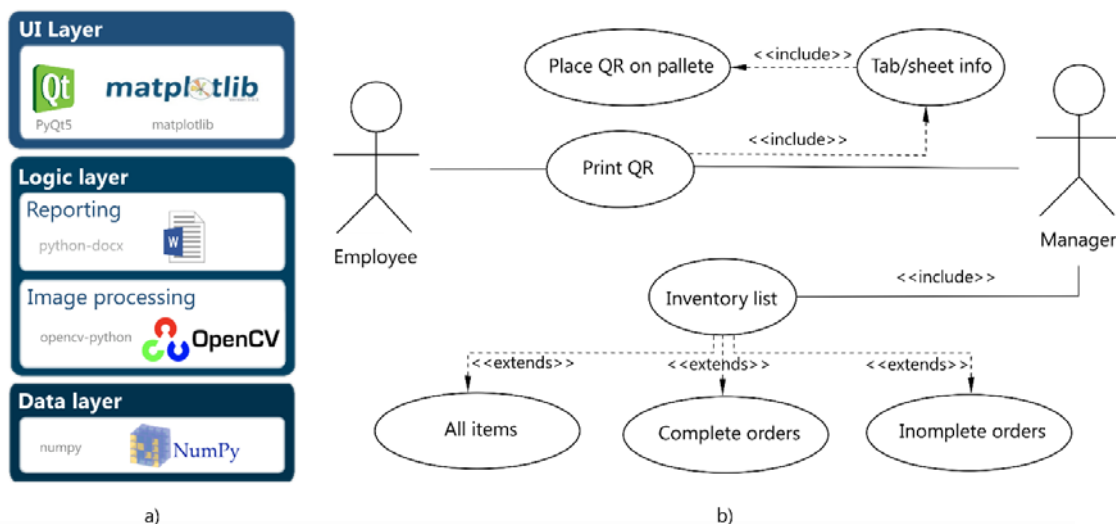 UI Layer
Qt
matplotlib
PyQt5
matplotlib
Logic layer
Reporting
python-docx
W
Image processing
opencv-python
OpenCV
Data layer
numpy
NumPy
a)
Place QR on pallete
<<include>>
Tab/sheet info
<<include>>
Print QR
Employee
Manager
<<include>>
Inventory list
<<extends>>
<<extends>>
<<extends>>
All items
Complete orders
Inomplete orders
b)